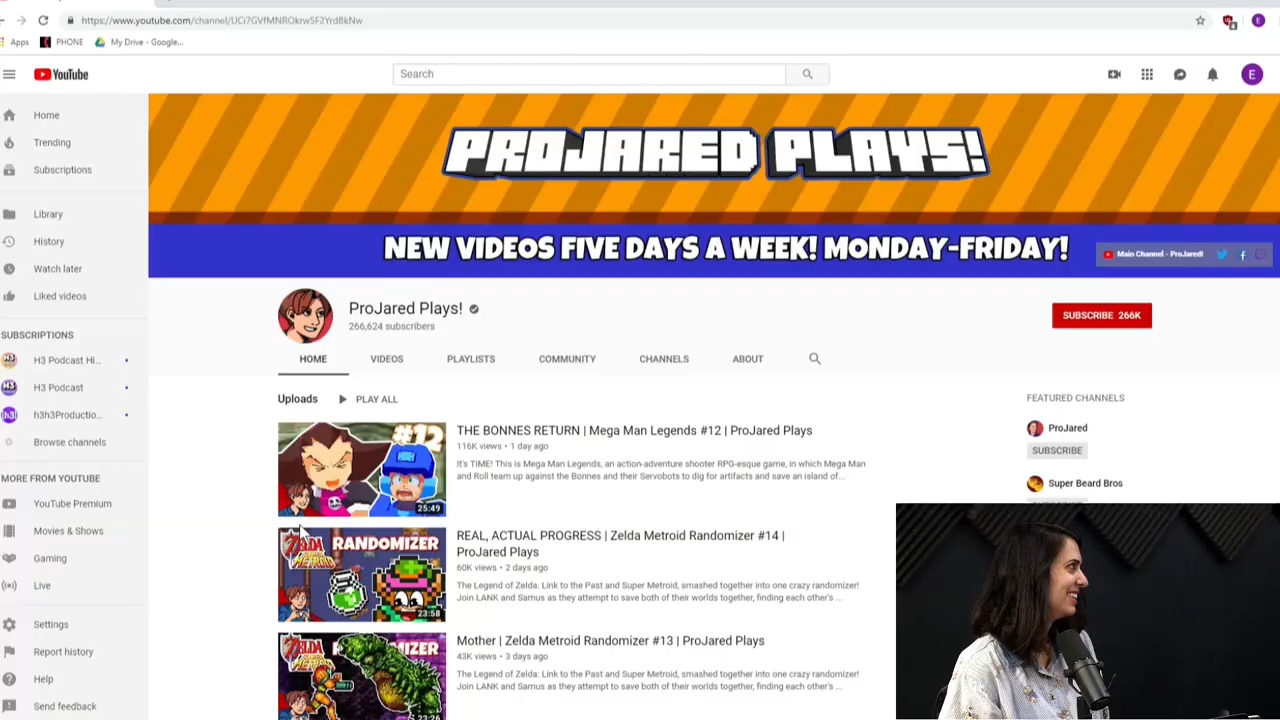 https://www.youtube.com/channel/UCi7GVfMNROkrw5F2Yrd8kNw
Apps PHONE My Drive - Google...
YouTube
Search
E
Home
Trending
Subscriptions
Library
History
Watch later
Liked videos
SUBSCRIPTIONS
H3 Podcast Hi...
H3 Podcast
h3h3Productio...
Browse channels
MORE FROM YOUTUBE
YouTube Premium
Movies & Shows
Gaming
Live
Settings
Report history
Help
Send feedback
PROJARED PLAYS!
NEW VIDEOS FIVE DAYS A WEEK! MONDAY-FRIDAY!
Main Channel - ProJared!
ProJared Plays!
266,624 subscribers
SUBSCRIBE 266K
HOME VIDEOS PLAYLISTS COMMUNITY CHANNELS ABOUT
Uploads PLAY ALL
#12
25:49
THE BONNES RETURN | Mega Man Legends #12 | ProJared Plays
116K views • 1 day ago
It's TIME! This is Mega Man Legends, an action-adventure shooter RPG-esque game, in which Mega Man
and Roll team up against the Bonnes and their Servobots to dig for artifacts and save an island of...
ZELDA RANDOMIZER
23:58
REAL, ACTUAL PROGRESS | Zelda Metroid Randomizer #14 |
ProJared Plays
60K views • 2 days ago
The Legend of Zelda: Link to the Past and Super Metroid, smashed together into one crazy randomizer!
Join LANK and Samus as they attempt to save both of their worlds together, finding each other's ...
ZELDA
23:26
Mother | Zelda Metroid Randomizer #13 | ProJared Plays
43K views • 3 days ago
The Legend of Zelda: Link to the Past and Super Metroid, smashed together into one crazy randomizer!
Join LANK and Samus as they attempt to save both of their worlds together, finding each other's ...
FEATURED CHANNELS
ProJared
SUBSCRIBE
Super Beard Bros